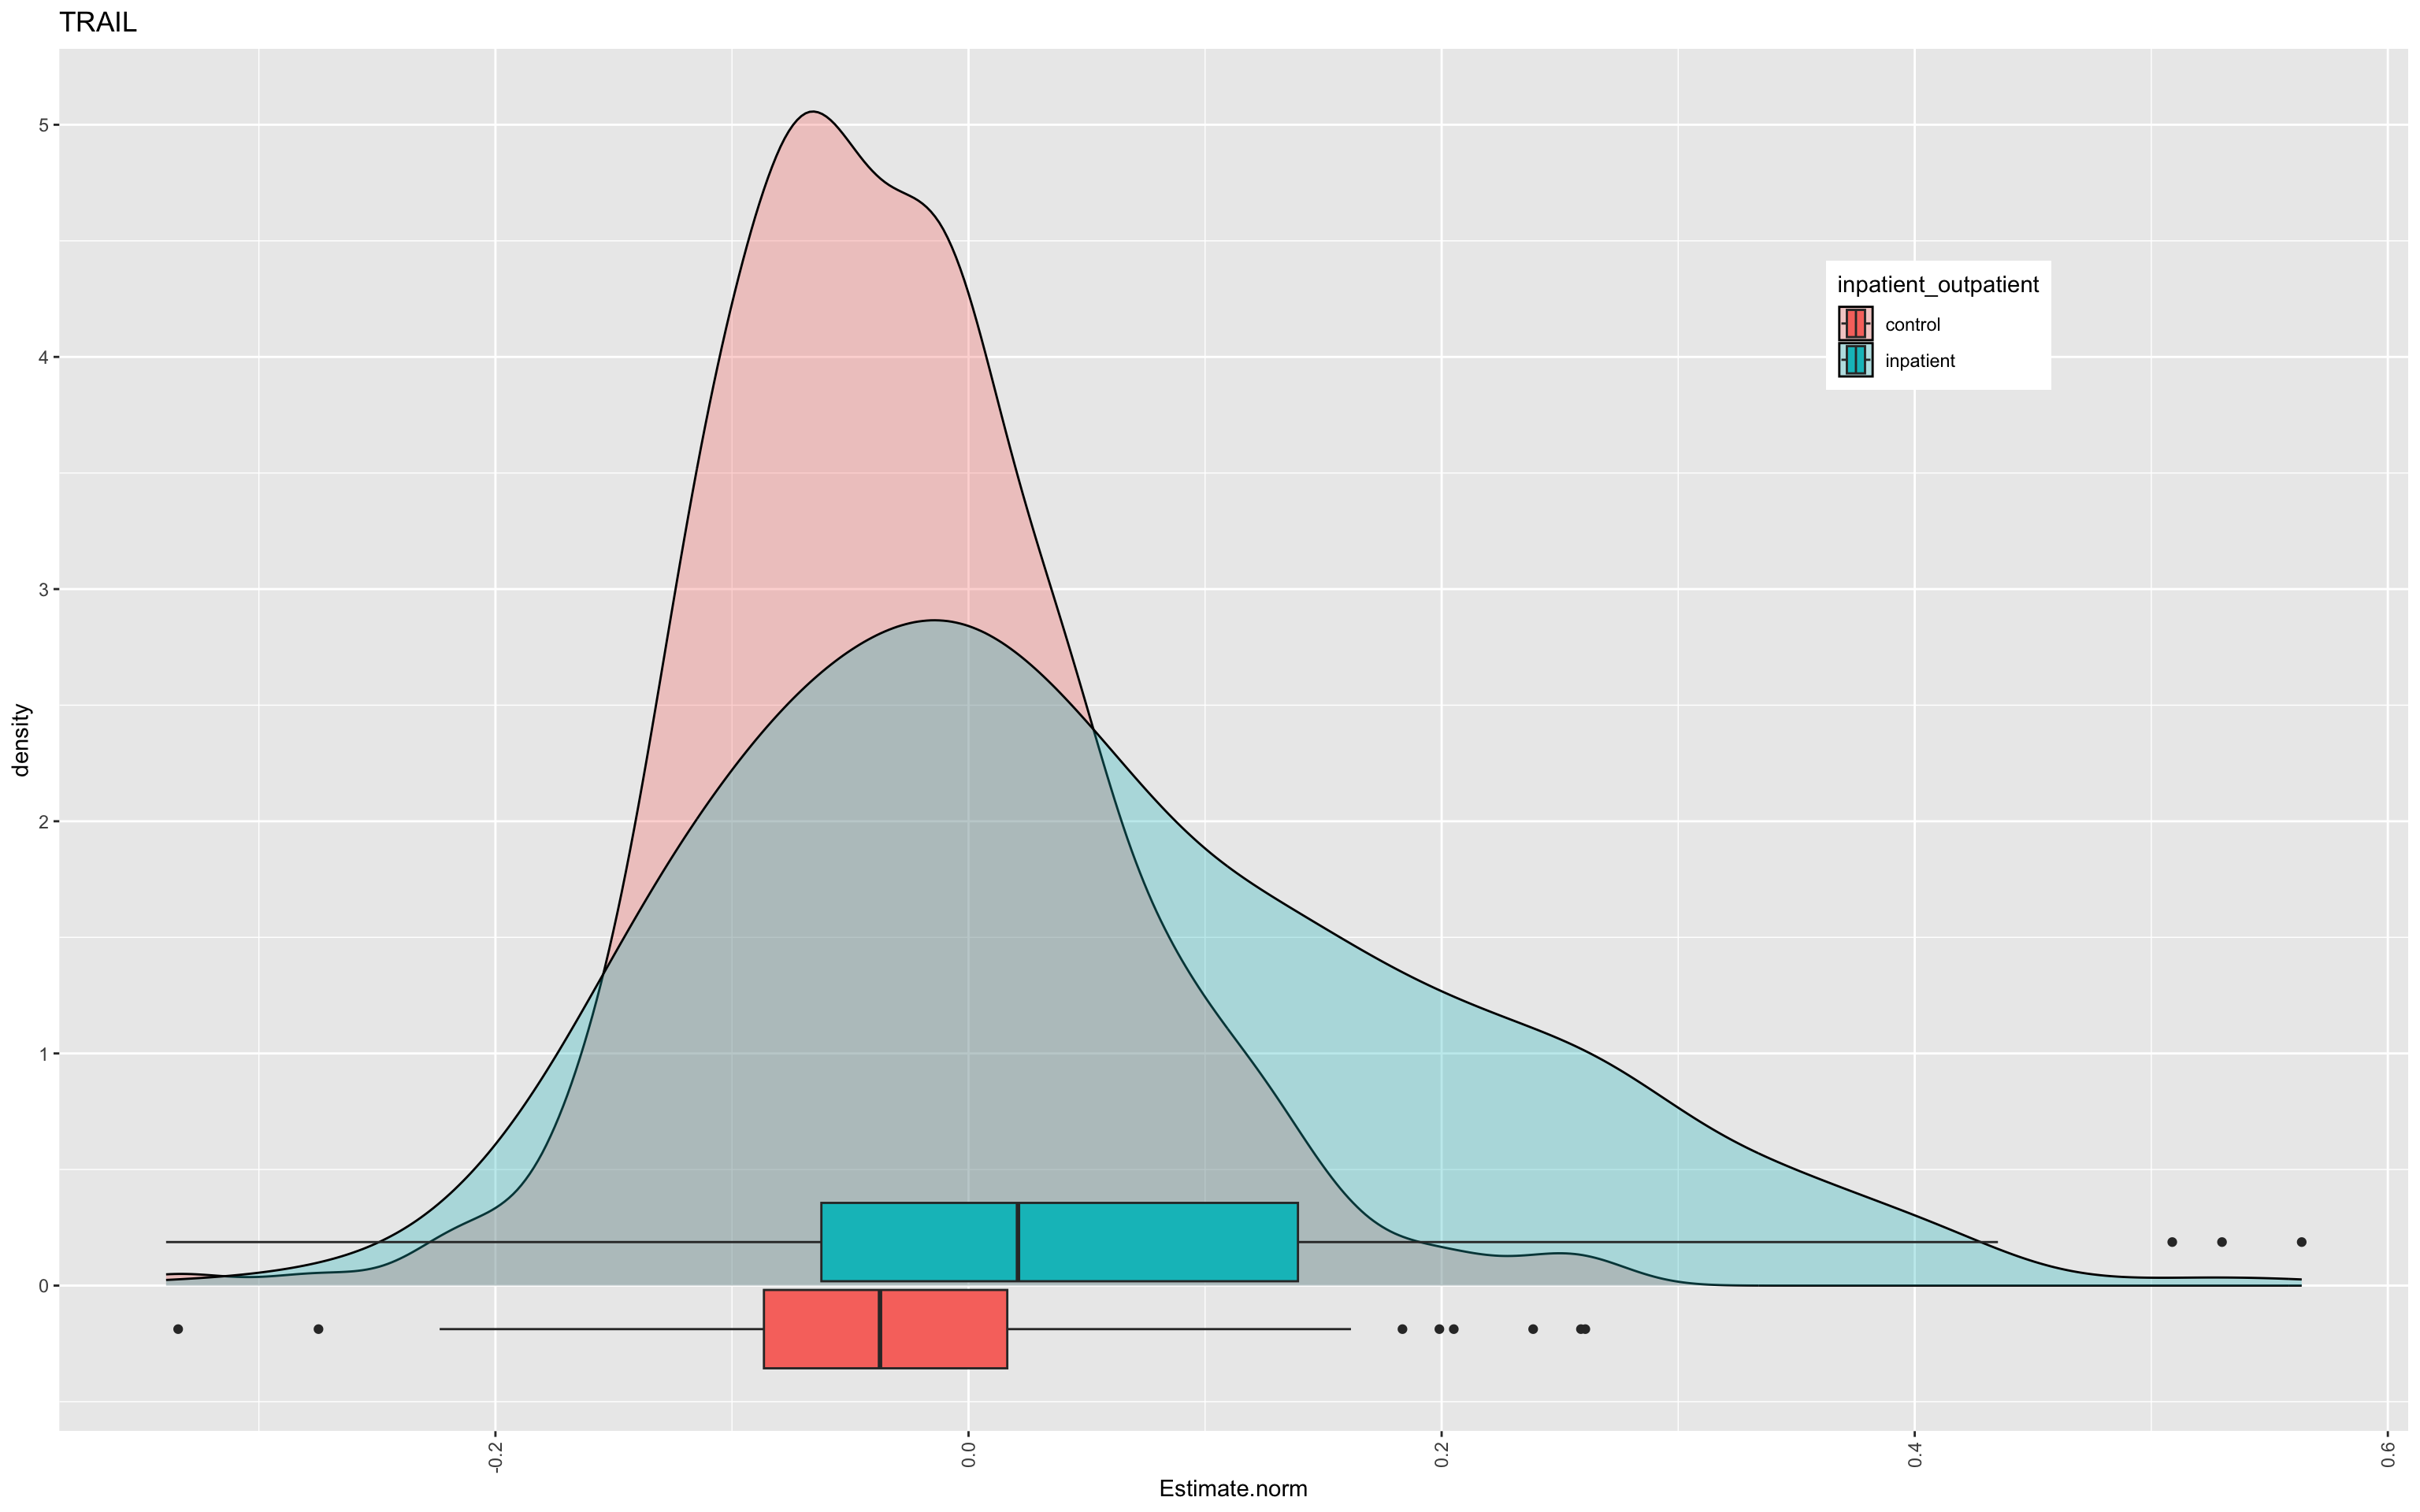 TRAIL
5
4
3
2
1
0
density
inpatient_outpatient
control
inpatient
-0.2
0.0
0.2
0.4
0.6
Estimate.norm